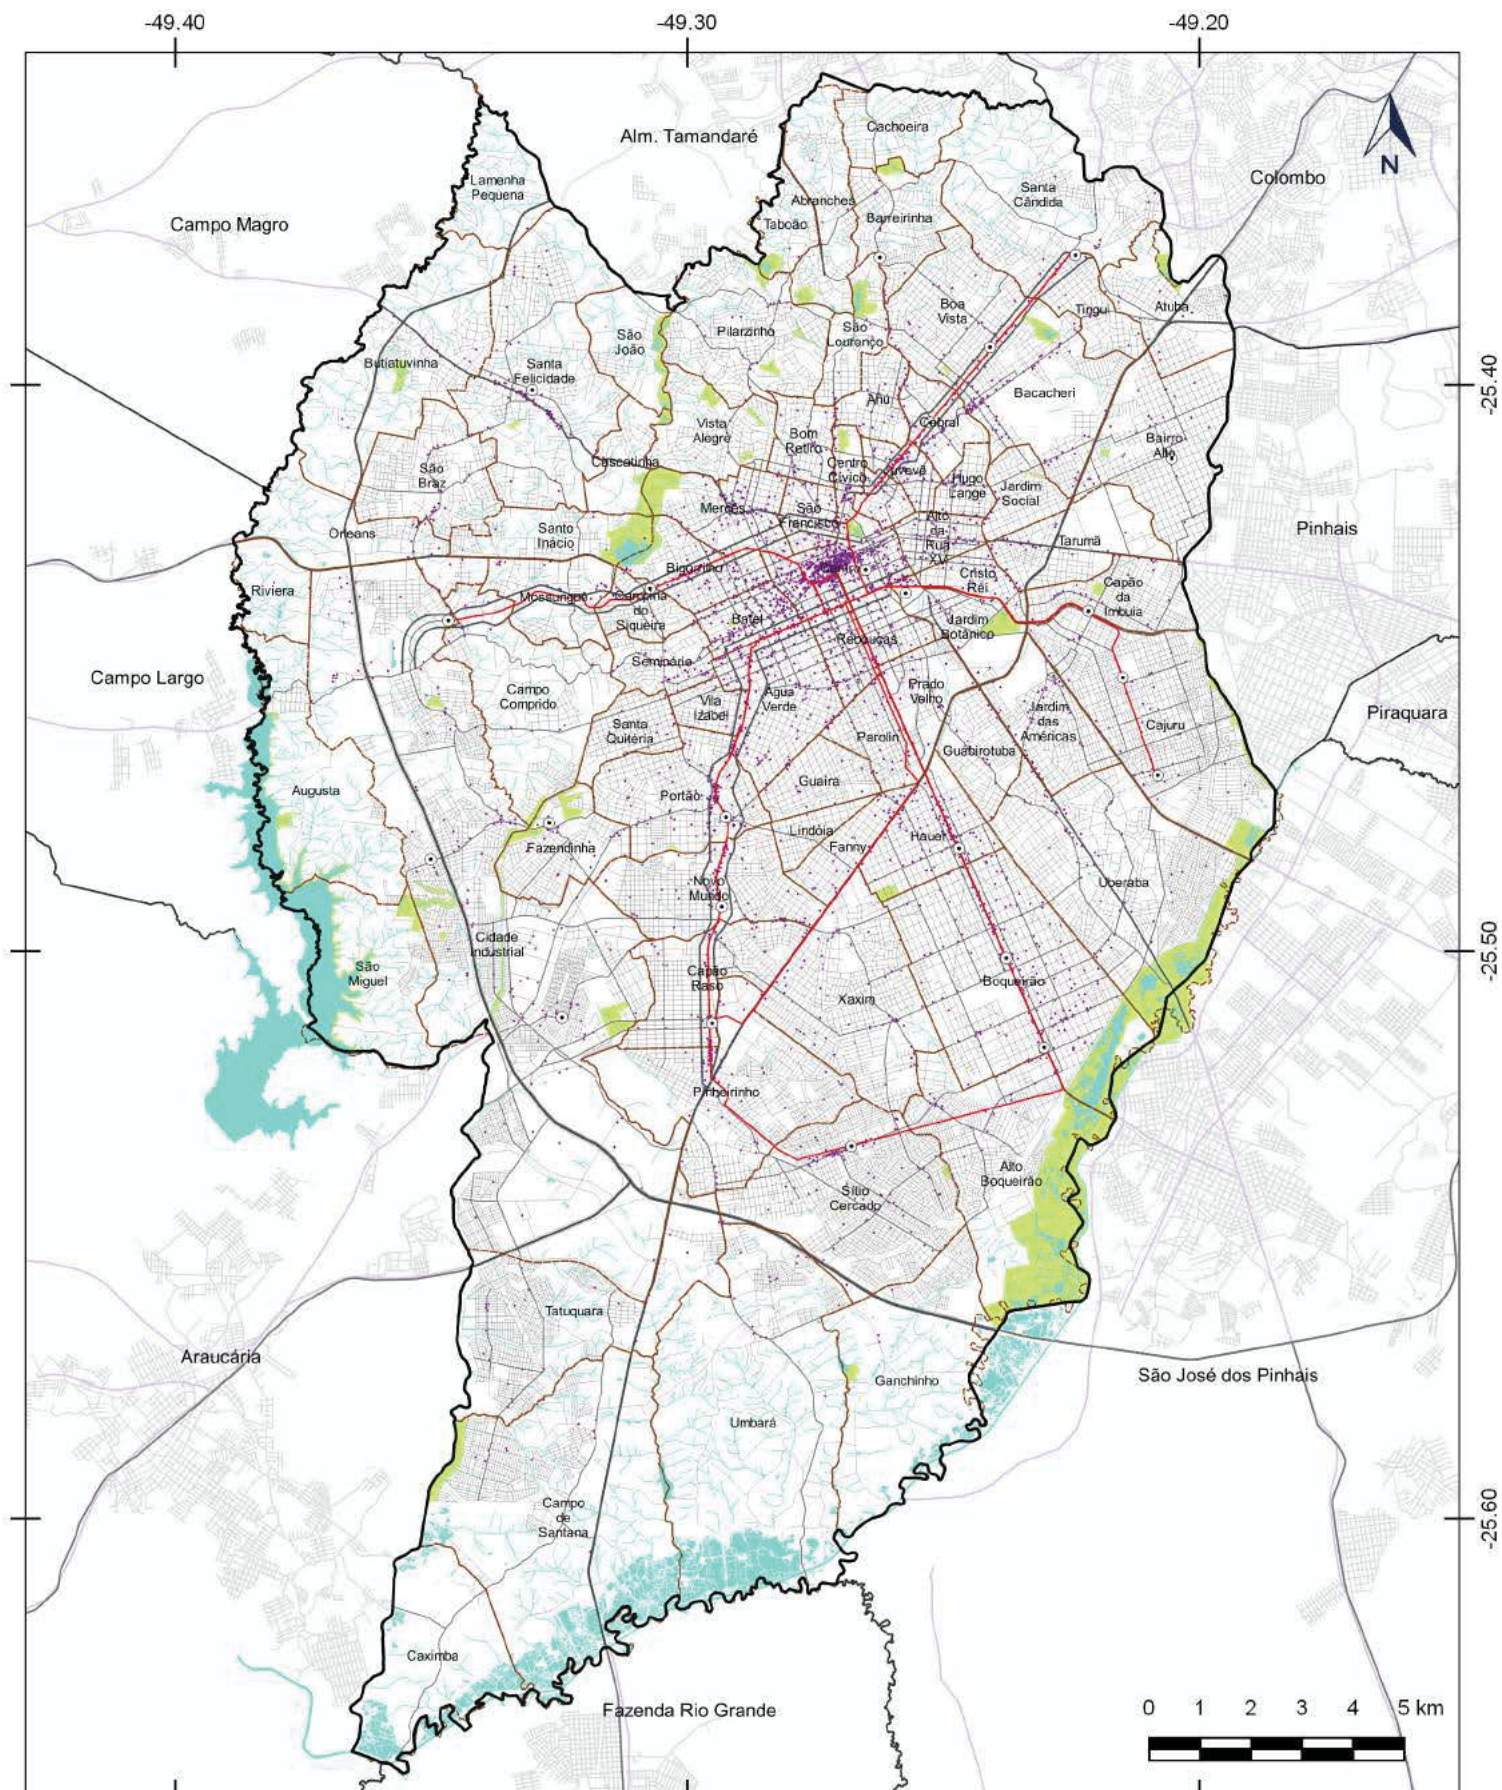 -49.40
-49.30
-49.20
Cachoeira
Alm. Tamandaré
Lamenha
Pequena
Colombo
N
Santa
Cândida
Abranches
Campo Magro
Taboão
Barreirinha
Boa
Vista
Tingui
Atuba
São
João
Pilarzinho
São
Lourenço
Butiatuvinha
Santa
Felicidade
-25.40
Bacacheri
Ahú
Cabral
Vista
Alegre
Bom
Retiro
Bairro
Alto
Cascatinha
Centro
Cívico
Juvevê
São
Braz
Hugo
Lange
Jardim
Social
Mercês
São
Francisco
Alto
da
Rua
XV
Pinhais
Orleans
Santo
Inácio
Tarumã
Bigorrilho
Centro
Cristo
Rei
Capão
da
Imbuia
Riviera
Mossunguê
Campina
do
Siqueira
Batel
Jardim
Botânico
Rebouças
Seminário
Campo Largo
Campo
Comprido
Prado
Velho
Água
Verde
Vila
Izabel
Jardim
das
Américas
Piraquara
Santa
Quitéria
Cajuru
Parolin
Guabirotuba
Guaíra
Augusta
Portão
Lindóia
Fanny
Hauer
Fazendinha
Novo
Mundo
Uberaba
Cidade
Industrial
-25.50
São
Miguel
Capão
Raso
Boqueirão
Xaxim
Pinheirinho
Alto
Boqueirão
Sítio
Cercado
Tatuquara
Araucária
São José dos Pinhais
Ganchinho
Umbará
Campo
de
Santana
-25.60
Caximba
Fazenda Rio Grande
0 1 2 3 4 5 km